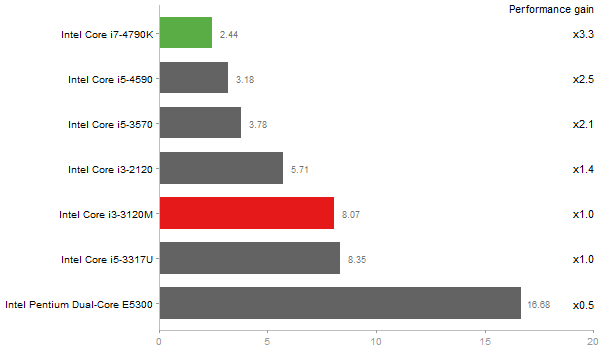 Performance gain
Intel Core i7-4790K 2.44 x3.3
Intel Core i5-4590 3.18 x2.5
Intel Core i5-3570 3.78 x2.1
Intel Core i3-2120 5.71 x1.4
Intel Core i3-3120M 8.07 x1.0
Intel Core i5-3317U 8.35 x1.0
Intel Pentium Dual-Core E5300 16.68 x0.5
0 5 10 15 20